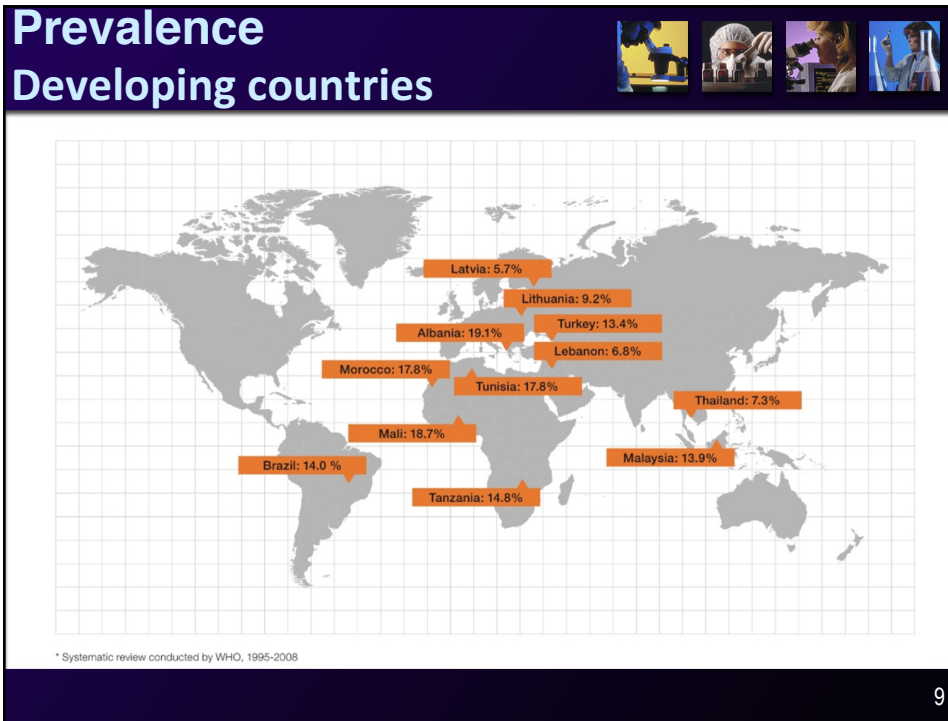 Prevalence
Developing countries
Latvia: 5.7%
Lithuania: 9.2%
Turkey: 13.4%
Albania: 19.1%
Lebanon: 6.8%
Morocco: 17.8%
Tunisia: 17.8%
Thailand: 7.3%
Mali: 18.7%
Malaysia: 13.9%
Brazil: 14.0 %
Tanzania: 14.8%
* Systematic review conducted by WHO, 1995-2008
9